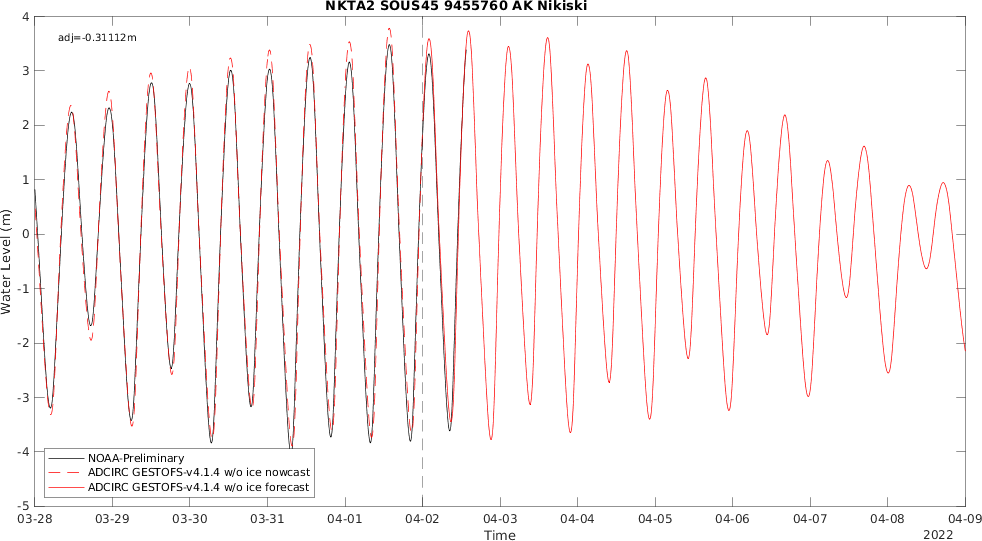 NKTA2 SOUS45 9455760 AK Nikiski
adj=-0.31112m
4
3
2
1
0
-1
-2
-3
-4
-5
Water Level (m)
NOAA-Preliminary
ADCIRC GESTOFS-v4.1.4 w/o ice nowcast
ADCIRC GESTOFS-v4.1.4 w/o ice forecast
03-28 03-29 03-30 03-31 04-01 04-02 04-03 04-04 04-05 04-06 04-07 04-08 04-09
Time
2022